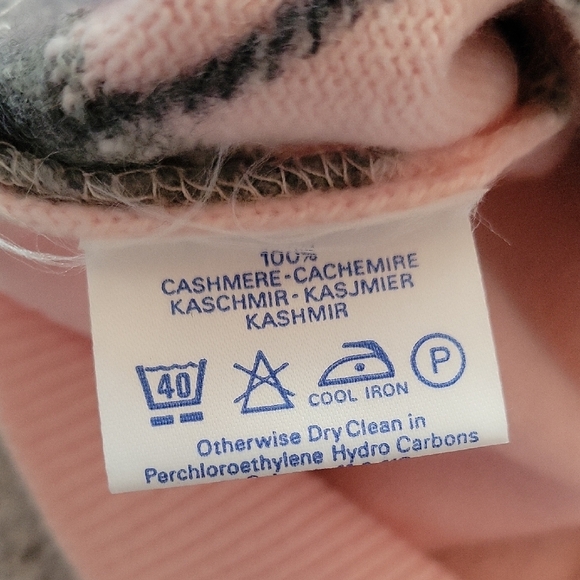 100%
CASHMERE-CACHEMIRE
KASCHMIR-KASJMIER
KASHMIR
40
COOL IRON
P
Otherwise Dry Clean in
Perchloroethylene Hydro Carbons